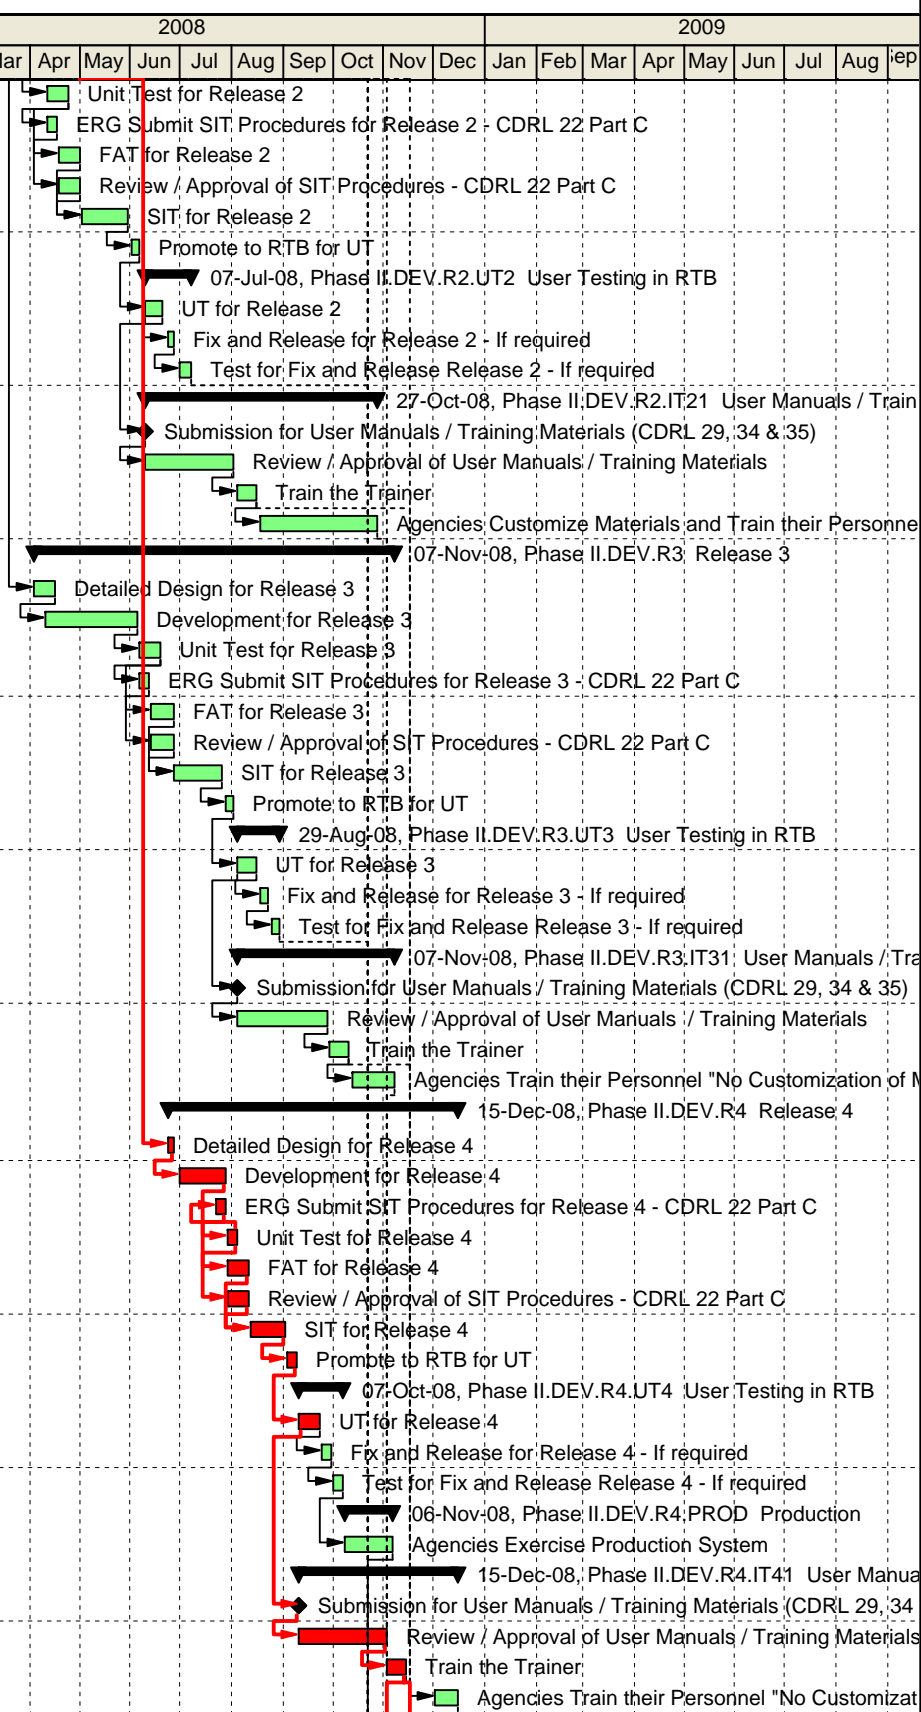 2008 2009
Apr May Jun Jul Aug Sep Oct Nov Dec Jan Feb Mar Apr May Jun Jul Aug
Unit Test for Release 2
ERG Submit SIT Procedures for Release 2 - CDRL 22 Part C
FAT for Release 2
Review / Approval of SIT Procedures - CDRL 22 Part C
SIT for Release 2
Promote to RTB for UT
07-Jul-08, Phase II.DEV.R2.UT2 User Testing in RTB
UT for Release 2
Fix and Release for Release 2 - If required
Test for Fix and Release Release 2 - If required
27-Oct-08, Phase II.DEV.R2.IT21 User Manuals / Train
Submission for User Manuals / Training Materials (CDRL 29, 34 & 35)
Review / Approval of User Manuals / Training Materials
Train the Trainer
Agencies Customize Materials and Train their Personne
07-Nov-08, Phase II.DEV.R3 Release 3
Detailed Design for Release 3
Development for Release 3
Unit Test for Release 3
ERG Submit SIT Procedures for Release 3 - CDRL 22 Part C
FAT for Release 3
Review / Approval of SIT Procedures - CDRL 22 Part C
SIT for Release 3
Promote to RTB for UT
29-Aug-08, Phase II.DEV.R3.UT3 User Testing in RTB
UT for Release 3
Fix and Release for Release 3 - If required
Test for Fix and Release Release 3 - If required
07-Nov-08, Phase II.DEV.R3.IT31 User Manuals / Tra
Submission for User Manuals / Training Materials (CDRL 29, 34 & 35)
Review / Approval of User Manuals / Training Materials
Train the Trainer
Agencies Train their Personnel "No Customization of
15-Dec-08, Phase II.DEV.R4 Release 4
Detailed Design for Release 4
Development for Release 4
ERG Submit SIT Procedures for Release 4 - CDRL 22 Part C
Unit Test for Release 4
FAT for Release 4
Review / Approval of SIT Procedures - CDRL 22 Part C
SIT for Release 4
Promote to RTB for UT
07-Oct-08, Phase II.DEV.R4.UT4 User Testing in RTB
UT for Release 4
Fix and Release for Release 4 - If required
Test for Fix and Release Release 4 - If required
06-Nov-08, Phase II.DEV.R4.PROD Production
Agencies Exercise Production System
15-Dec-08, Phase II.DEV.R4.IT41 User Manua
Submission for User Manuals / Training Materials (CDRL 29, 34
Review / Approval of User Manuals / Training Materials
Train the Trainer
Agencies Train their Personnel "No Customizat